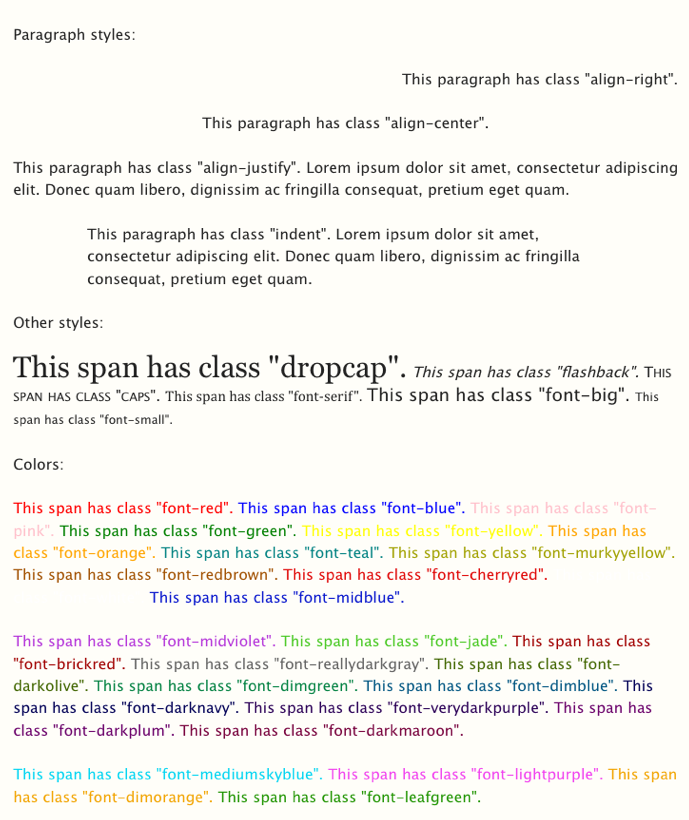 Paragraph styles:
This paragraph has class "align-right".
This paragraph has class "align-center".
This paragraph has class "align-justify". Lorem ipsum dolor sit amet, consectetur adipiscing
elit. Donec quam libero, dignissim ac fringilla consequat, pretium eget quam.
This paragraph has class "indent". Lorem ipsum dolor sit amet,
consectetur adipiscing elit. Donec quam libero, dignissim ac fringilla
consequat, pretium eget quam.
Other styles:
This span has class "dropcap". This span has class "flashback". This
span has class "caps". This span has class "font-serif". This span has class "font-big". This
span has class "font-small".
Colors:
This span has class "font-red". This span has class "font-blue". This span has class "font-
pink". This span has class "font-green". This span has class "font-yellow". This span has
class "font-orange". This span has class "font-teal". This span has class "font-murkyyellow".
This span has class "font-redbrown". This span has class "font-cherryred".
This span has class "font-midblue".
This span has class "font-midviolet". This span has class "font-jade". This span has class
"font-brickred". This span has class "font-reallydarkgray". This span has class "font-
darkolive". This span has class "font-dimgreen". This span has class "font-dimblue". This
span has class "font-darknavy". This span has class "font-verydarkpurple". This span has
class "font-darkplum". This span has class "font-darkmaroon".
This span has class "font-mediumskyblue". This span has class "font-lightpurple". This span
has class "font-dimorange". This span has class "font-leafgreen".